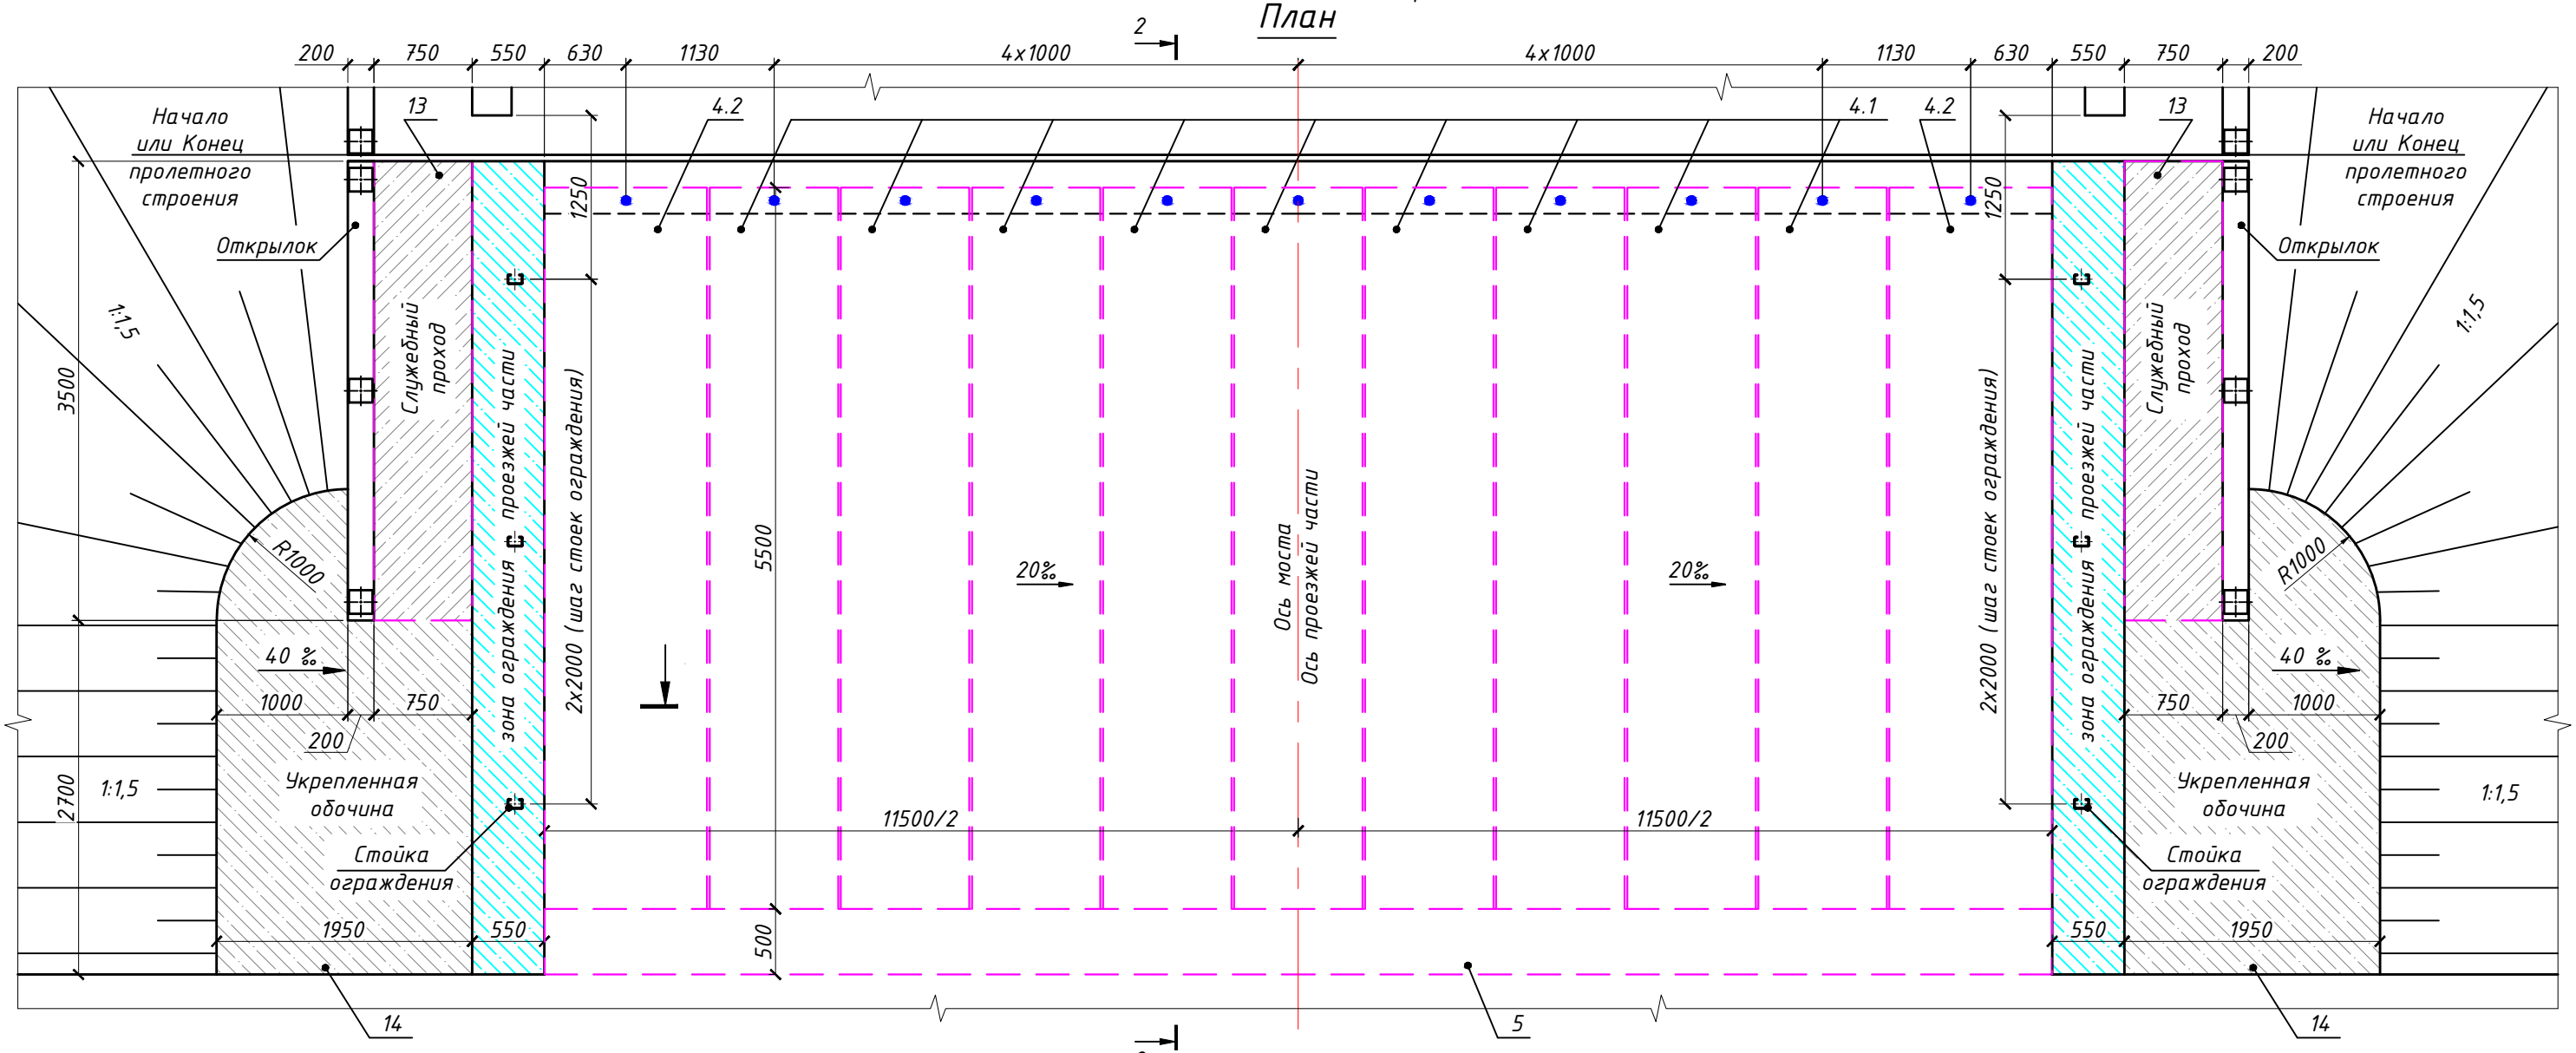 План
2
200 750 550 630 1130 4х1000 4х1000 1130 630 550 750 200
Начало
или Конец
пролетного
строения
13
4.2
4.1
4.2
13
Начало
или Конец
пролетного
строения
1250
1250
Открылок
Открылок
1:1,5
Служебный
проход
Служебный
проход
1:1,5
3500
зона ограждения проезжей части
2х2000 (шаг стоек ограждения)
5500
Ось моста
Ось проезжей части
2х2000 (шаг стоек ограждения)
зона ограждения проезжей части
R1000
R1000
20‰
20‰
40 ‰
40 ‰
1000 750
200
750 1000
200
2700
1:1,5
Укрепленная
обочина
Укрепленная
обочина
1:1,5
11500/2
11500/2
Стойка
ограждения
Стойка
ограждения
1950 550
500
550 1950
14
5
14